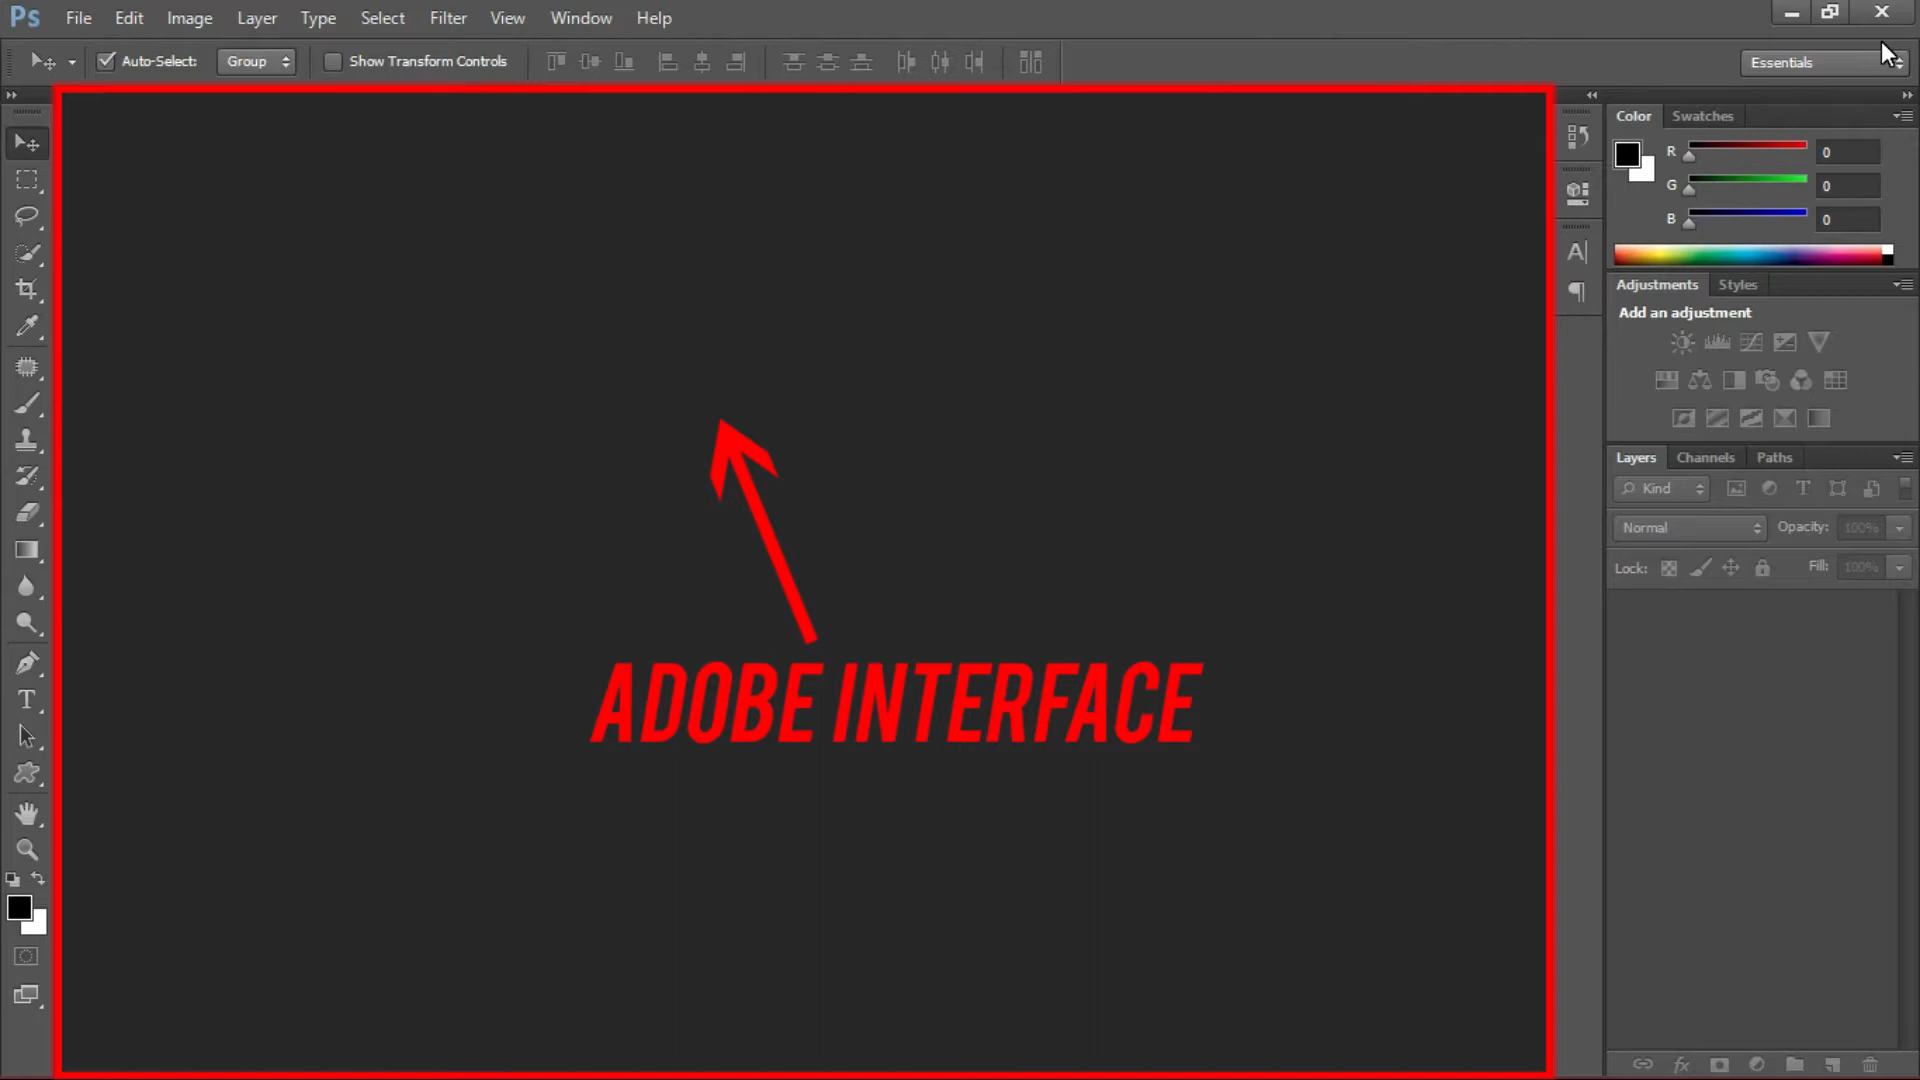 Ps File Edit Image Layer Type Select Filter View Window Help
Auto-Select: Group Show Transform Controls Essentials
Color Swatches
R 0
G 0
B 0
Adjustments Styles
Add an adjustment
Layers Channels Paths
Kind
Normal Opacity: 100%
Lock: Fill: 100%
ADOBE INTERFACE